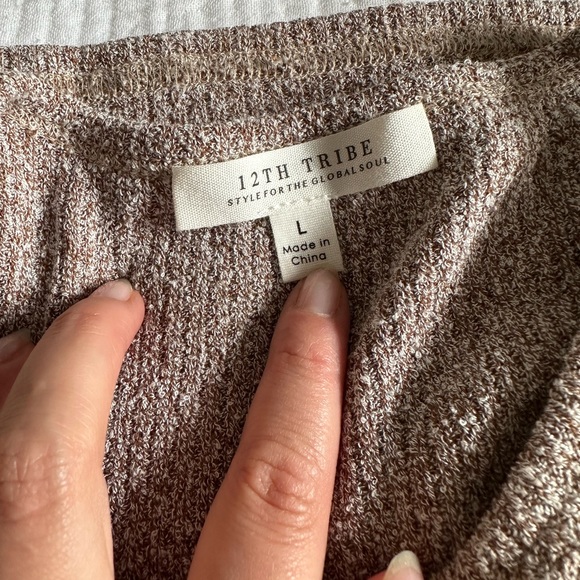 12TH TRIBE
STYLE FOR THE GLOBAL SOUL
L
Made in
China